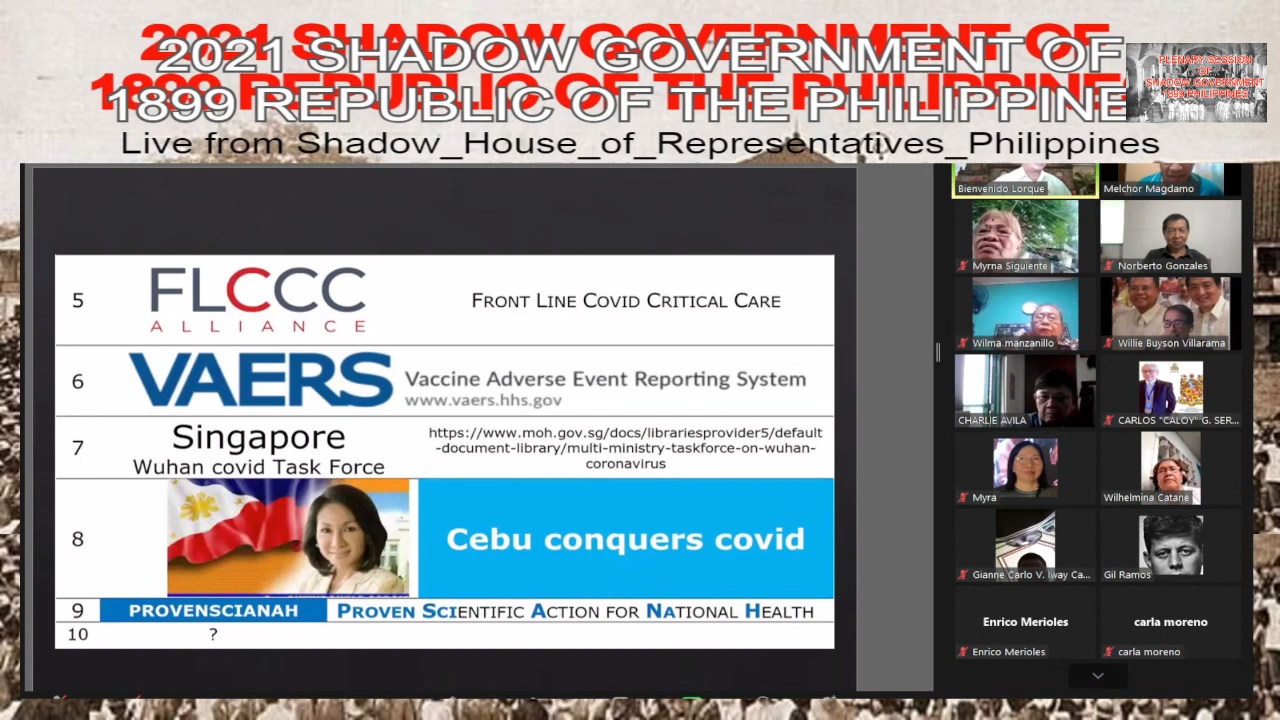 2021 SHADOW GOVERNMENT OF
1899 REPUBLIC OF THE PHILIPPINE
PLENARY SESSION
OF
SHADOW GOVERNMENT
1899 PHILIPPINES
Live from Shadow_House_of_Representatives_Philippines
5
FLCCC
ALLIANCE
FRONT LINE COVID CRITICAL CARE
6
VAERS
Vaccine Adverse Event Reporting System
www.vaers.hhs.gov
7
Singapore
Wuhan covid Task Force
https://www.moh.gov.sg/docs/librariesprovider5/default
-document-library/multi-ministry-taskforce-on-wuhan-
coronavirus
8
Cebu conquers covid
9
PROVENSCIANAH
PROVEN SCIENTIFIC ACTION FOR NATIONAL HEALTH
10
?
Bienvenido Lorque
Melchor Magdamo
Myrna Siguiente
Norberto Gonzales
Wilma manzanillo
Willie Buyson Villarama
CHARLIE AVILA
CARLOS "CALOY" G. SER...
Myra
Wilhelmina Catane
Gianne Carlo V. Iway Ca...
Gil Ramos
Enrico Merioles
carla moreno
Enrico Merioles
carla moreno